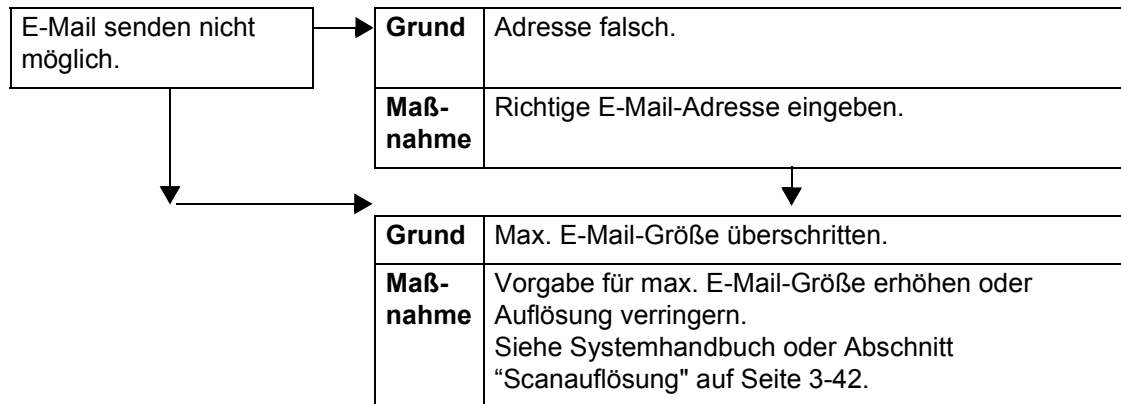 E-Mail senden nicht
möglich.
Grund Adresse falsch.
Maß-
nahme
Richtige E-Mail-Adresse eingeben.
Grund Max. E-Mail-Größe überschritten.
Maß-
nahme
Vorgabe für max. E-Mail-Größe erhöhen oder
Auflösung verringern.
Siehe Systemhandbuch oder Abschnitt
“Scanauflösung" auf Seite 3-42.